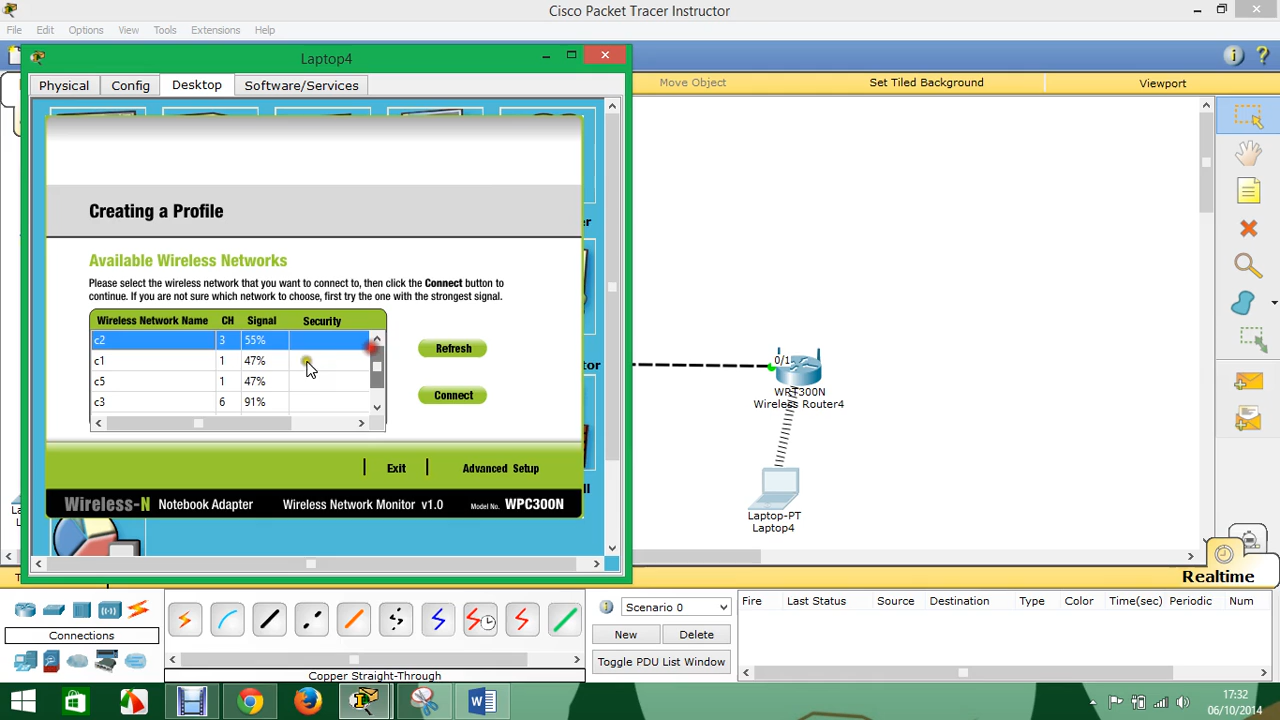 Cisco Packet Tracer Instructor
File Edit Options View Tools Extensions Help
Laptop4
Move Object Set Tiled Background Viewport
Physical Config Desktop Software/Services
Creating a Profile
Available Wireless Networks
Please select the wireless network that you want to connect to, then click the Connect button to
continue. If you are not sure which network to choose, first try the one with the strongest signal.
Wireless Network Name CH Signal Security
c2 3 55%
Refresh
c1 1 47%
c5 1 47%
Connect
c3 6 91%
0/1
WRT300N
Wireless Router4
Exit Advanced Setup
Wireless-N Notebook Adapter Wireless Network Monitor v1.0 Model No. WPC300N
Laptop-PT
Laptop4
Realtime
Scenario 0
Fire Last Status Source Destination Type Color Time(sec) Periodic Num
Connections
New Delete
Toggle PDU List Window
Copper Straight-Through
17:32
06/10/2014